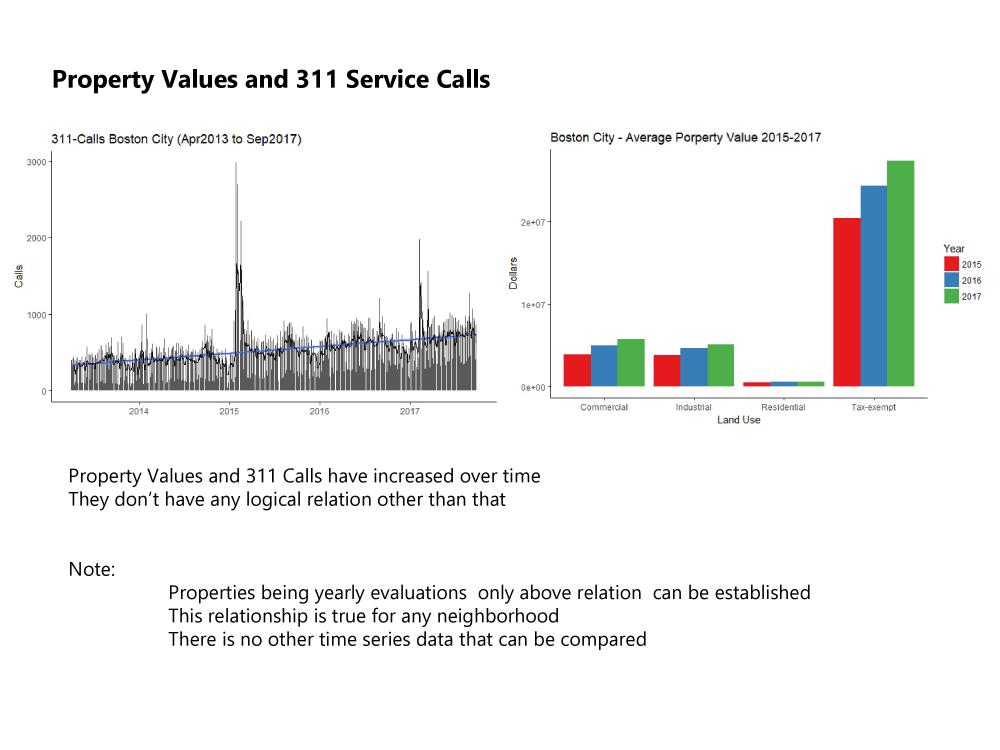 Property Values and 311 Service Calls
311-Calls Boston City (Apr2013 to Sep2017)
3000
2000
1000
0
Calls
2014 2015 2016 2017
Boston City - Average Porperty Value 2015-2017
2e+07
1e+07
0e+00
Dollars
Commercial Industrial Residential Tax-exempt
Land Use
Year
2015
2016
2017
Property Values and 311 Calls have increased over time
They don’t have any logical relation other than that
Note:
Properties being yearly evaluations only above relation can be established
This relationship is true for any neighborhood
There is no other time series data that can be compared